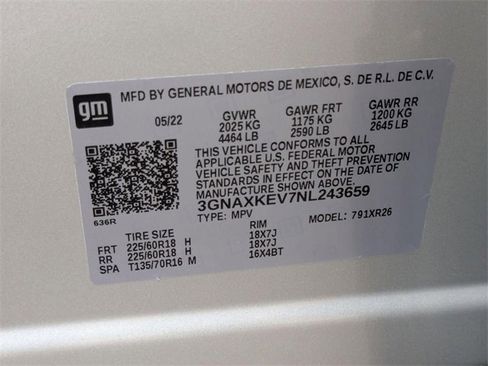 gm
MFD BY GENERAL MOTORS DE MEXICO, S. DE R.L. DE C.V.
05/22 GVWR GAWR FRT GAWR RR
2025 KG 1175 KG 1200 KG
4464 LB 2590 LB 2645 LB
THIS VEHICLE CONFORMS TO ALL
APPLICABLE U.S. FEDERAL MOTOR
VEHICLE SAFETY AND THEFT PREVENTION
STANDARDS IN EFFECT ON THE DATE OF
MANUFACTURE SHOWN ABOVE.
3GNAXKEV7NL243659
636R TYPE: MPV MODEL: 791XR26
TIRE SIZE RIM
FRT 225/60R18 H 18X7J
RR 225/60R18 H 18X7J
SPA T135/70R16 M 16X4BT